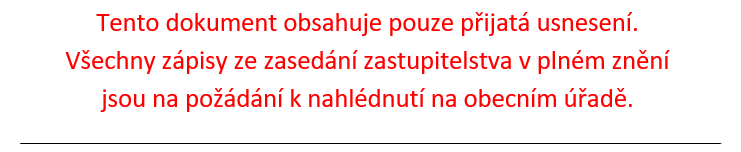 Tento dokument obsahuje pouze přijatá usnesení.
Všechny zápisy ze zasedání zastupitelstva v plném znění
jsou na požádání k nahlédnutí na obecním úřadě.